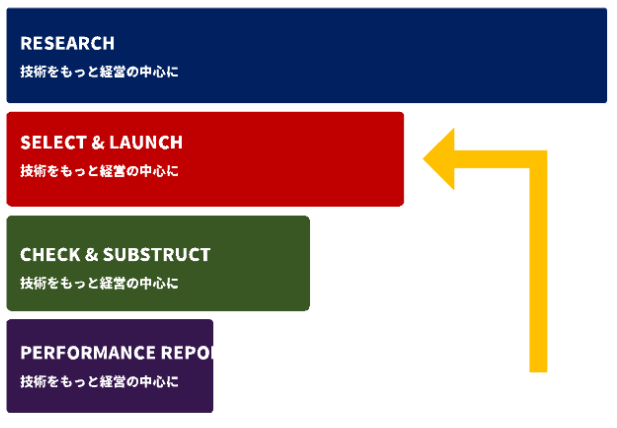 RESEARCH
技術をもっと経営の中心に
SELECT & LAUNCH
技術をもっと経営の中心に
CHECK & SUBSTRUCT
技術をもっと経営の中心に
PERFORMANCE REPO
技術をもっと経営の中心に